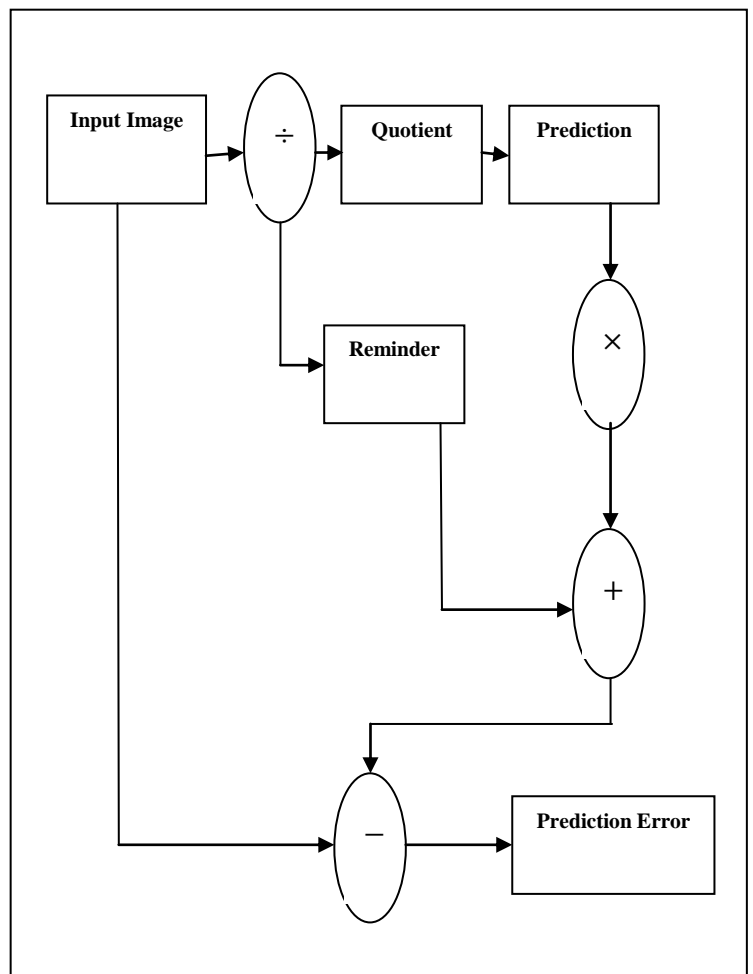 Input Image
÷
Quotient
Prediction
Reminder
×
+
−
Prediction Error